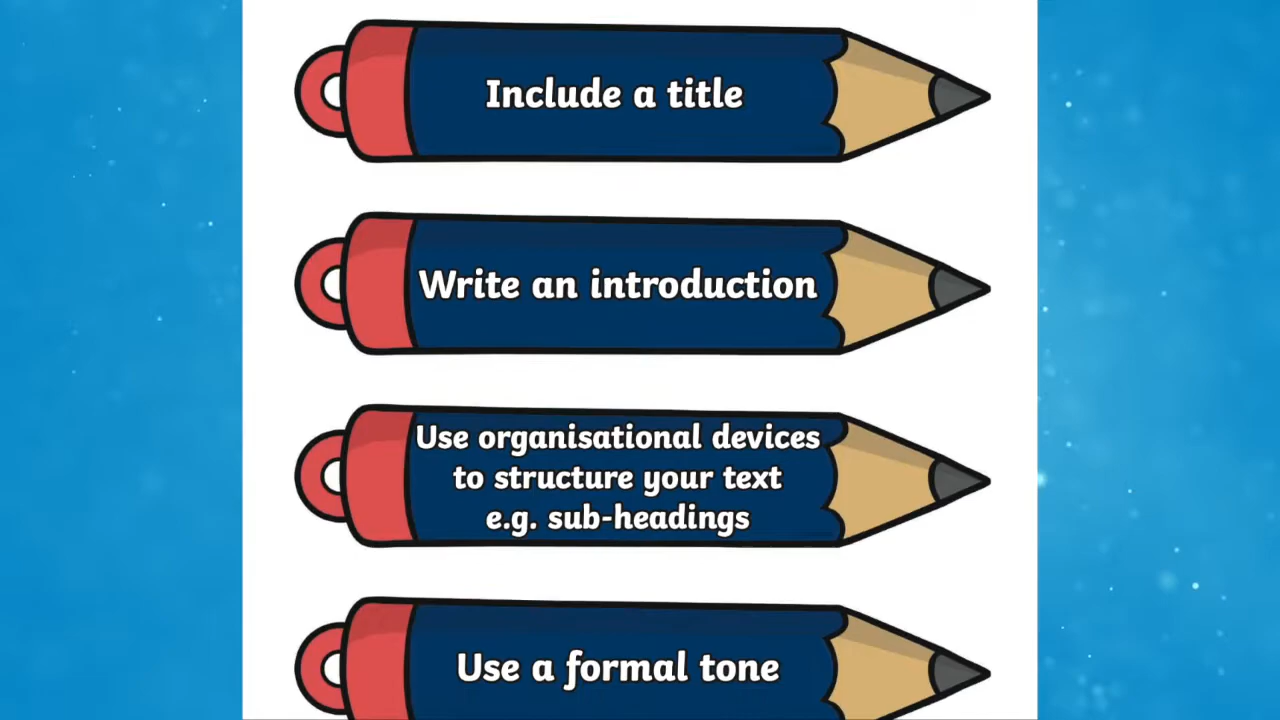 Include a title
Write an introduction
Use organisational devices
to structure your text
e.g. sub-headings
Use a formal tone